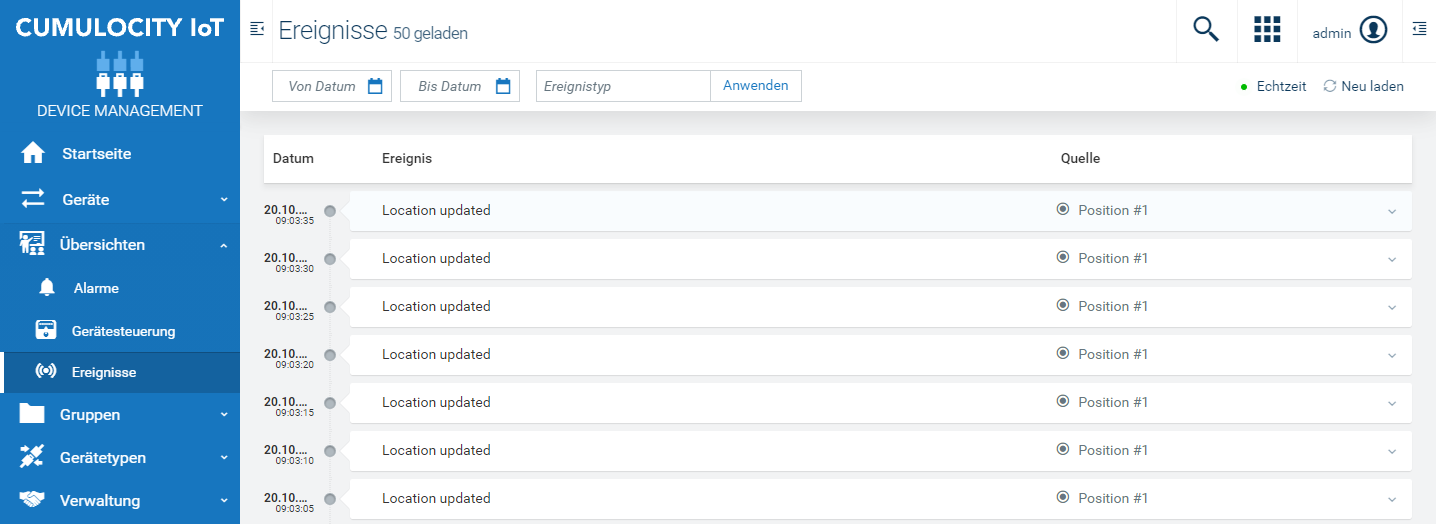 CUMULOCITY IoT
DEVICE MANAGEMENT
Startseite
Geräte
Übersichten
Alarme
Gerätesteuerung
Ereignisse
Gruppen
Gerätetypen
Verwaltung
Ereignisse 50 geladen
admin
Von Datum Bis Datum Ereignistyp Anwenden Echtzeit Neu laden
Datum Ereignis Quelle
20.10.... Location updated Position #1
09:03:35
20.10.... Location updated Position #1
09:03:30
20.10.... Location updated Position #1
09:03:25
20.10.... Location updated Position #1
09:03:20
20.10.... Location updated Position #1
09:03:15
20.10.... Location updated Position #1
09:03:10
20.10.... Location updated Position #1
09:03:05